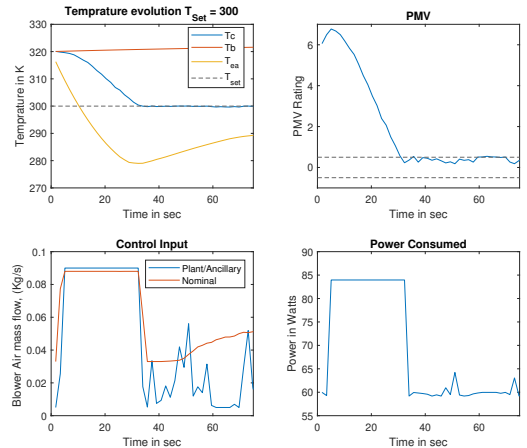 Temprature evolution T_Set = 300
330
320
310
300
290
280
270
0
20
40
60
Temprature in K
Time in sec
Tc
Tb
T_ea
T_set
PMV
6
4
2
0
0
20
40
60
PMV Rating
Time in sec
Control Input
0.1
0.08
0.06
0.04
0.02
0
0
20
40
60
Blower Air mass flow, (Kg/s)
Time in sec
Plant/Ancillary
Nominal
Power Consumed
90
85
80
75
70
65
60
55
0
20
40
60
Power in Watts
Time in sec